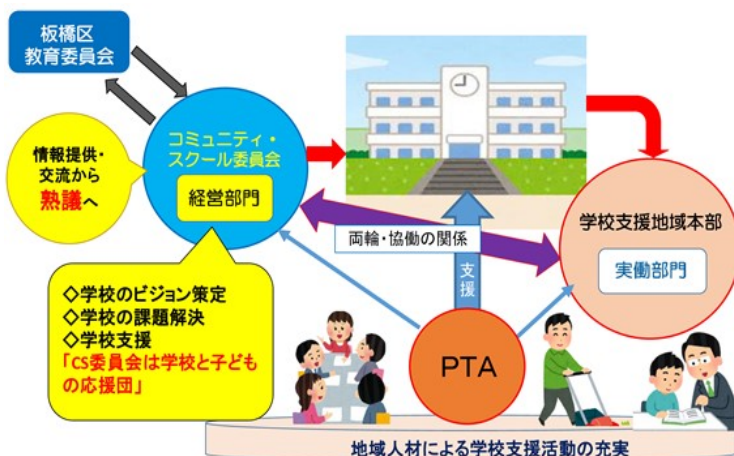 板橋区
教育委員会
コミュニティ・
スクール委員会
経営部門
情報提供・
交流から
熟議へ
◇学校のビジョン策定
◇学校の課題解決
◇学校支援
「CS委員会は学校と子ども
の応援団」
両輪・協働の関係
支援
学校支援地域本部
実働部門
PTA
地域人材による学校支援活動の充実